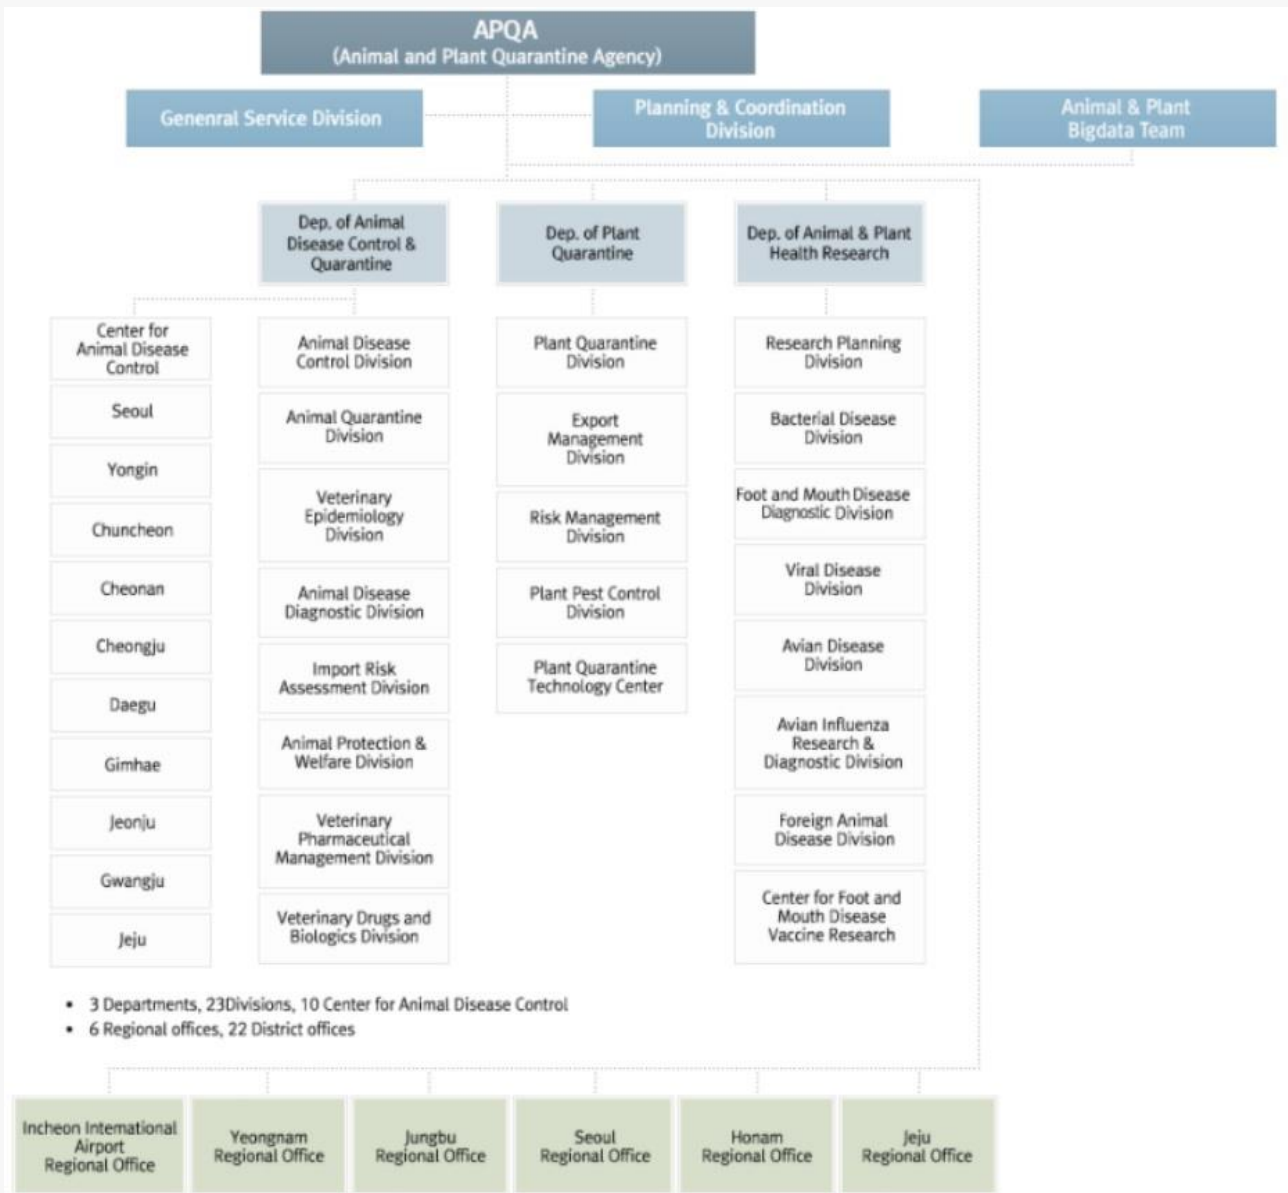 APQA
(Animal and Plant Quarantine Agency)
Genenral Service Division
Planning & Coordination
Division
Animal & Plant
Bigdata Team
Dep. of Animal
Disease Control &
Quarantine
Dep. of Plant
Quarantine
Dep. of Animal & Plant
Health Research
Center for
Animal Disease
Control
Seoul
Yongin
Chuncheon
Cheonan
Cheongju
Daegu
Gimhae
Jeonju
Gwangju
Jeju
Animal Disease
Control Division
Animal Quarantine
Division
Veterinary
Epidemiology
Division
Animal Disease
Diagnostic Division
Import Risk
Assessment Division
Animal Protection &
Welfare Division
Veterinary
Pharmaceutical
Management Division
Veterinary Drugs and
Biologics Division
Plant Quarantine
Division
Export
Management
Division
Risk Management
Division
Plant Pest Control
Division
Plant Quarantine
Technology Center
Research Planning
Division
Bacterial Disease
Division
Foot and Mouth Disease
Diagnostic Division
Viral Disease
Division
Avian Disease
Division
Avian Influenza
Research &
Diagnostic Division
Foreign Animal
Disease Division
Center for Foot and
Mouth Disease
Vaccine Research
• 3 Departments, 23Divisions, 10 Center for Animal Disease Control
• 6 Regional offices, 22 District offices
Incheon International
Airport
Regional Office
Yeongnam
Regional Office
Jungbu
Regional Office
Seoul
Regional Office
Honam
Regional Office
Jeju
Regional Office